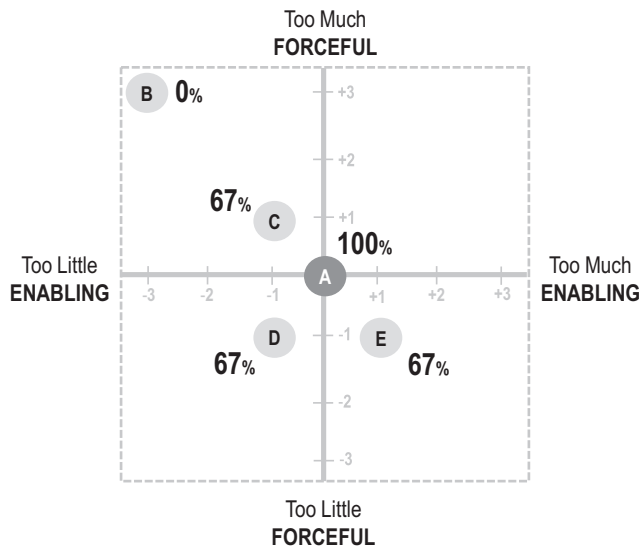 Too Much
FORCEFUL
B 0%
+3
+2
67%
C
+1
100%
Too Little
ENABLING
A
Too Much
ENABLING
-3 -2 -1 +1 +2 +3
D
-1
E
67%
67%
-2
-3
Too Little
FORCEFUL